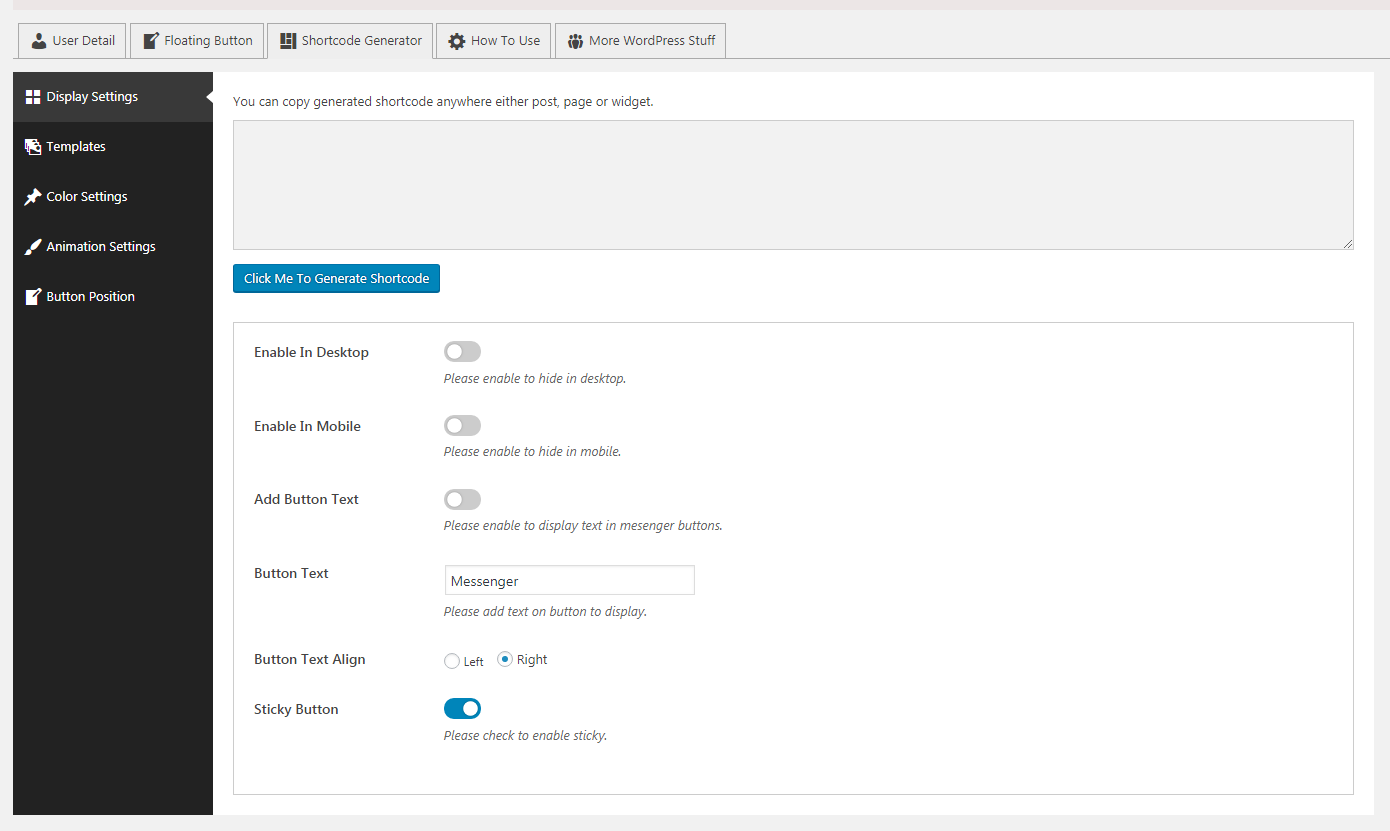 User Detail
Floating Button
Shortcode Generator
How To Use
More WordPress Stuff
Display Settings
Templates
Color Settings
Animation Settings
Button Position
You can copy generated shortcode anywhere either post, page or widget.
Click Me To Generate Shortcode
Enable In Desktop
Please enable to hide in desktop.
Enable In Mobile
Please enable to hide in mobile.
Add Button Text
Please enable to display text in mesenger buttons.
Button Text
Messenger
Please add text on button to display.
Button Text Align
Left Right
Sticky Button
Please check to enable sticky.